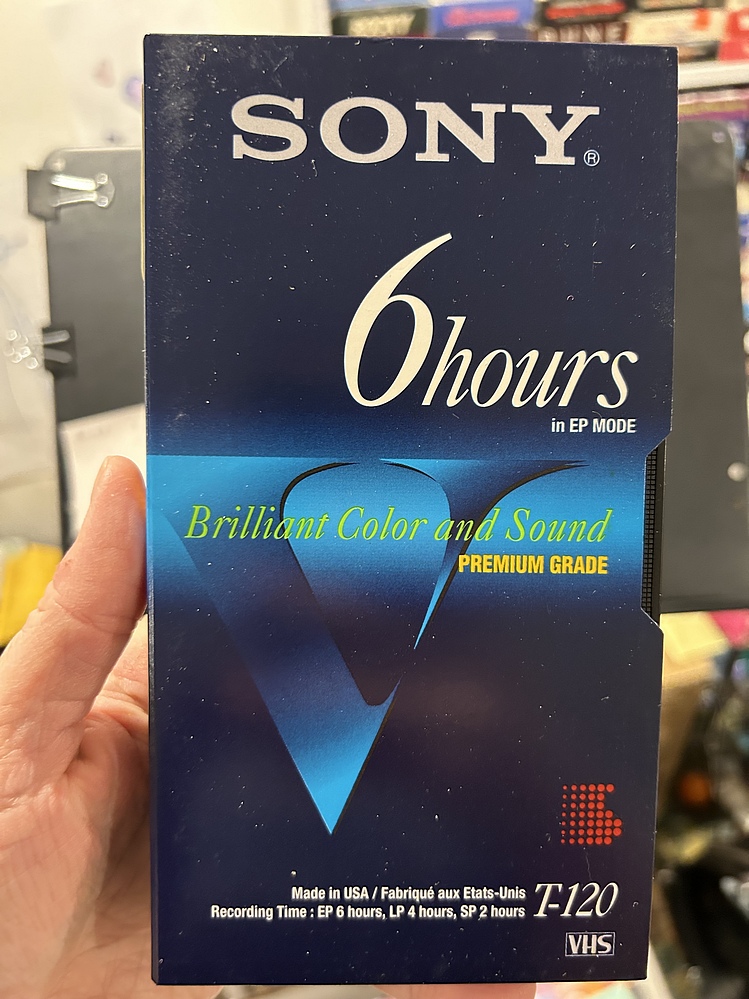 SONY®
6hours
in EP MODE
Brilliant Color and Sound
PREMIUM GRADE
Made in USA / Fabriqué aux Etats-Unis
Recording Time : EP 6 hours, LP 4 hours, SP 2 hours
T-120
VHS
DUNE